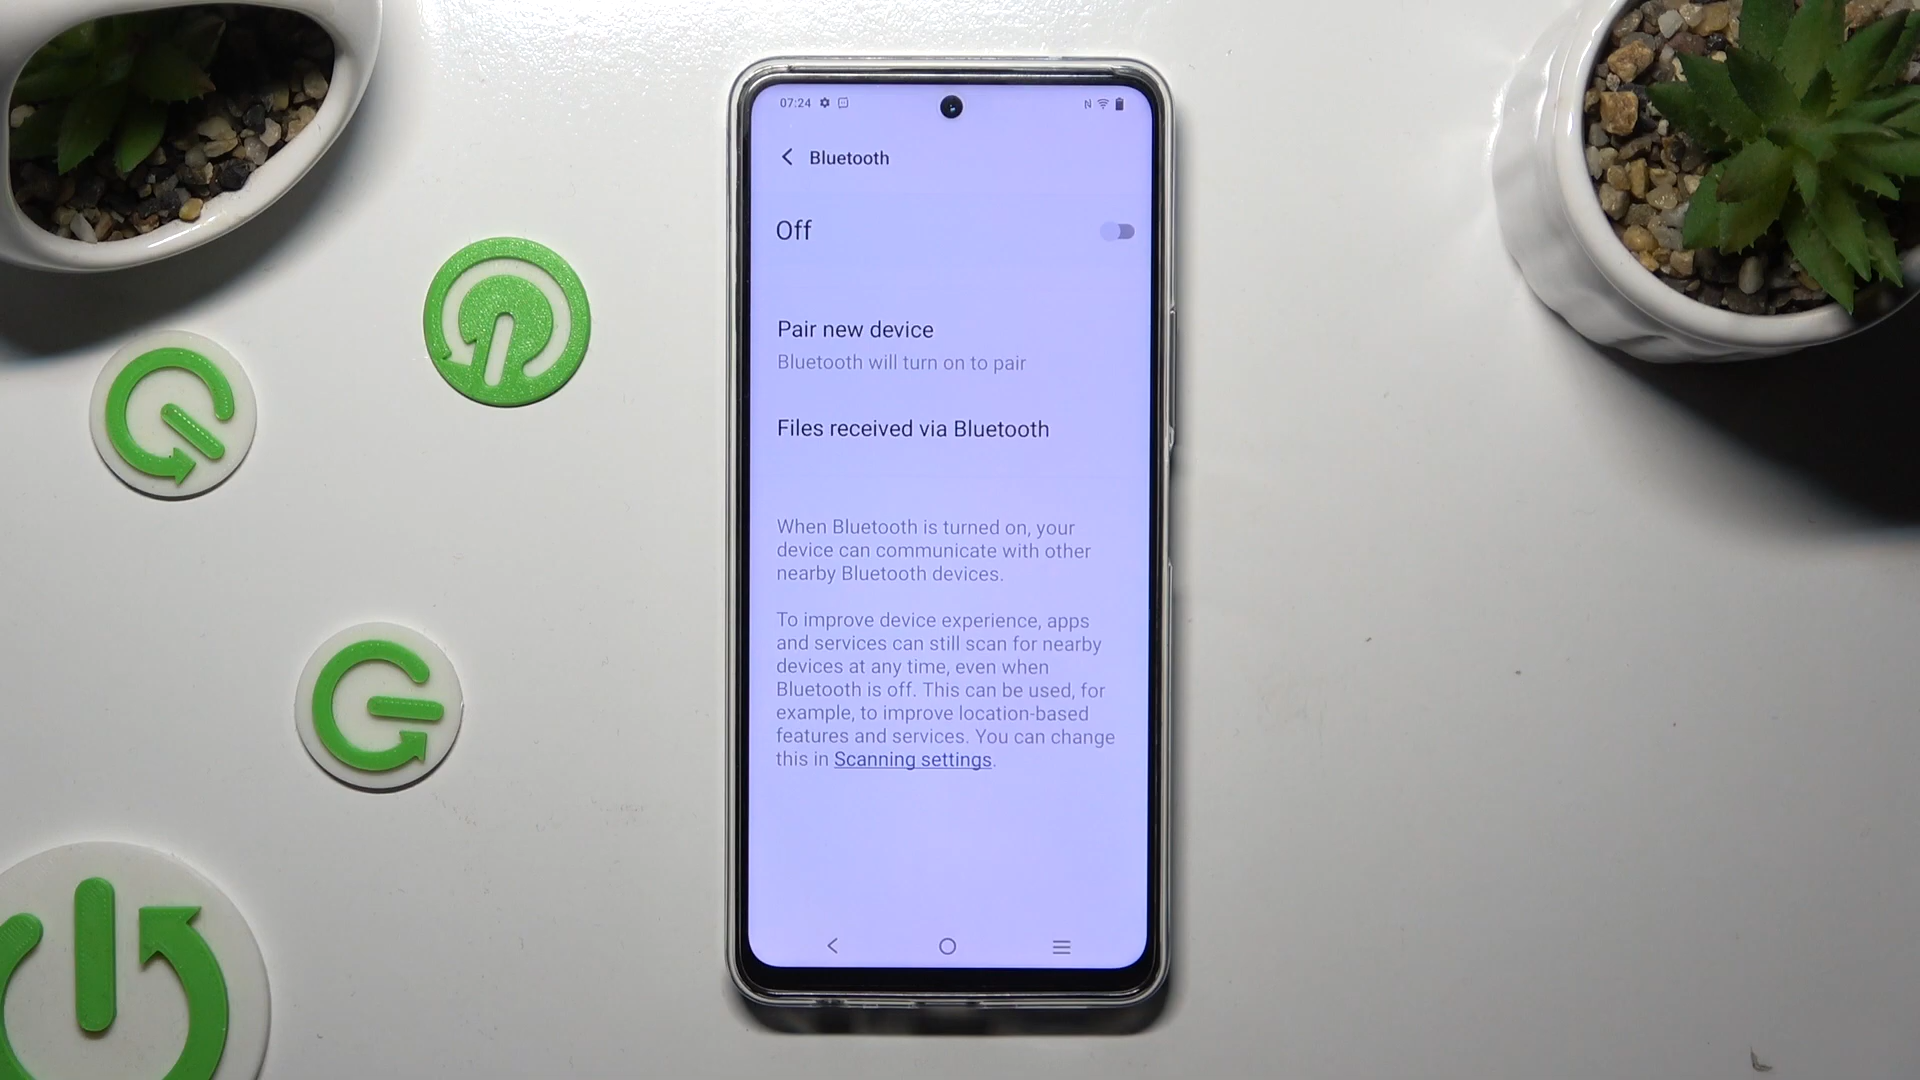 07:24
N
Bluetooth
Off
Pair new device
Bluetooth will turn on to pair
Files received via Bluetooth
When Bluetooth is turned on, your
device can communicate with other
nearby Bluetooth devices.
To improve device experience, apps
and services can still scan for nearby
devices at any time, even when
Bluetooth is off. This can be used, for
example, to improve location-based
features and services. You can change
this in Scanning settings.